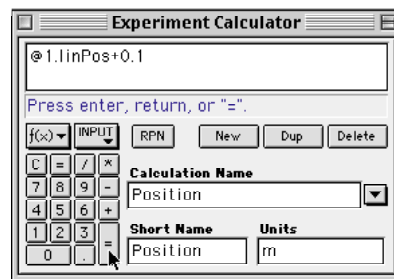 Experiment Calculator
@1.linPos+0.1
Press enter, return, or "=".
f(x) INPUT RPN New Dup Delete
C = / *
7 8 9 -
4 5 6 +
1 2 3 =
0 .
Calculation Name
Position
Short Name Units
Position m